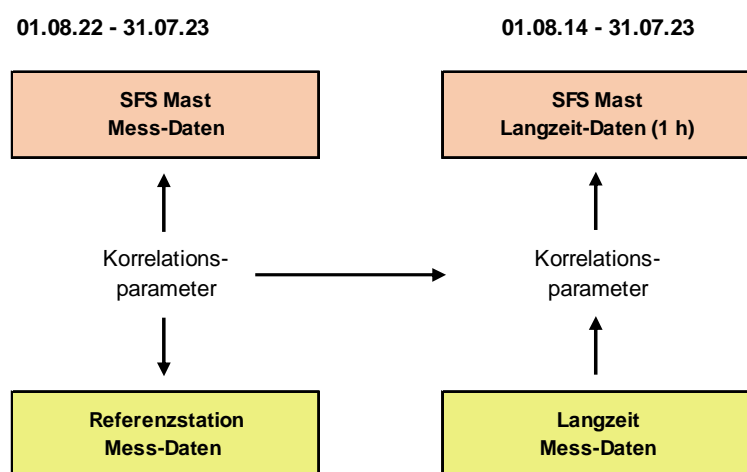 01.08.22 - 31.07.23
01.08.14 - 31.07.23
SFS Mast
Mess-Daten
SFS Mast
Langzeit-Daten (1 h)
Korrelations-
parameter
Korrelations-
parameter
Referenzstation
Mess-Daten
Langzeit
Mess-Daten